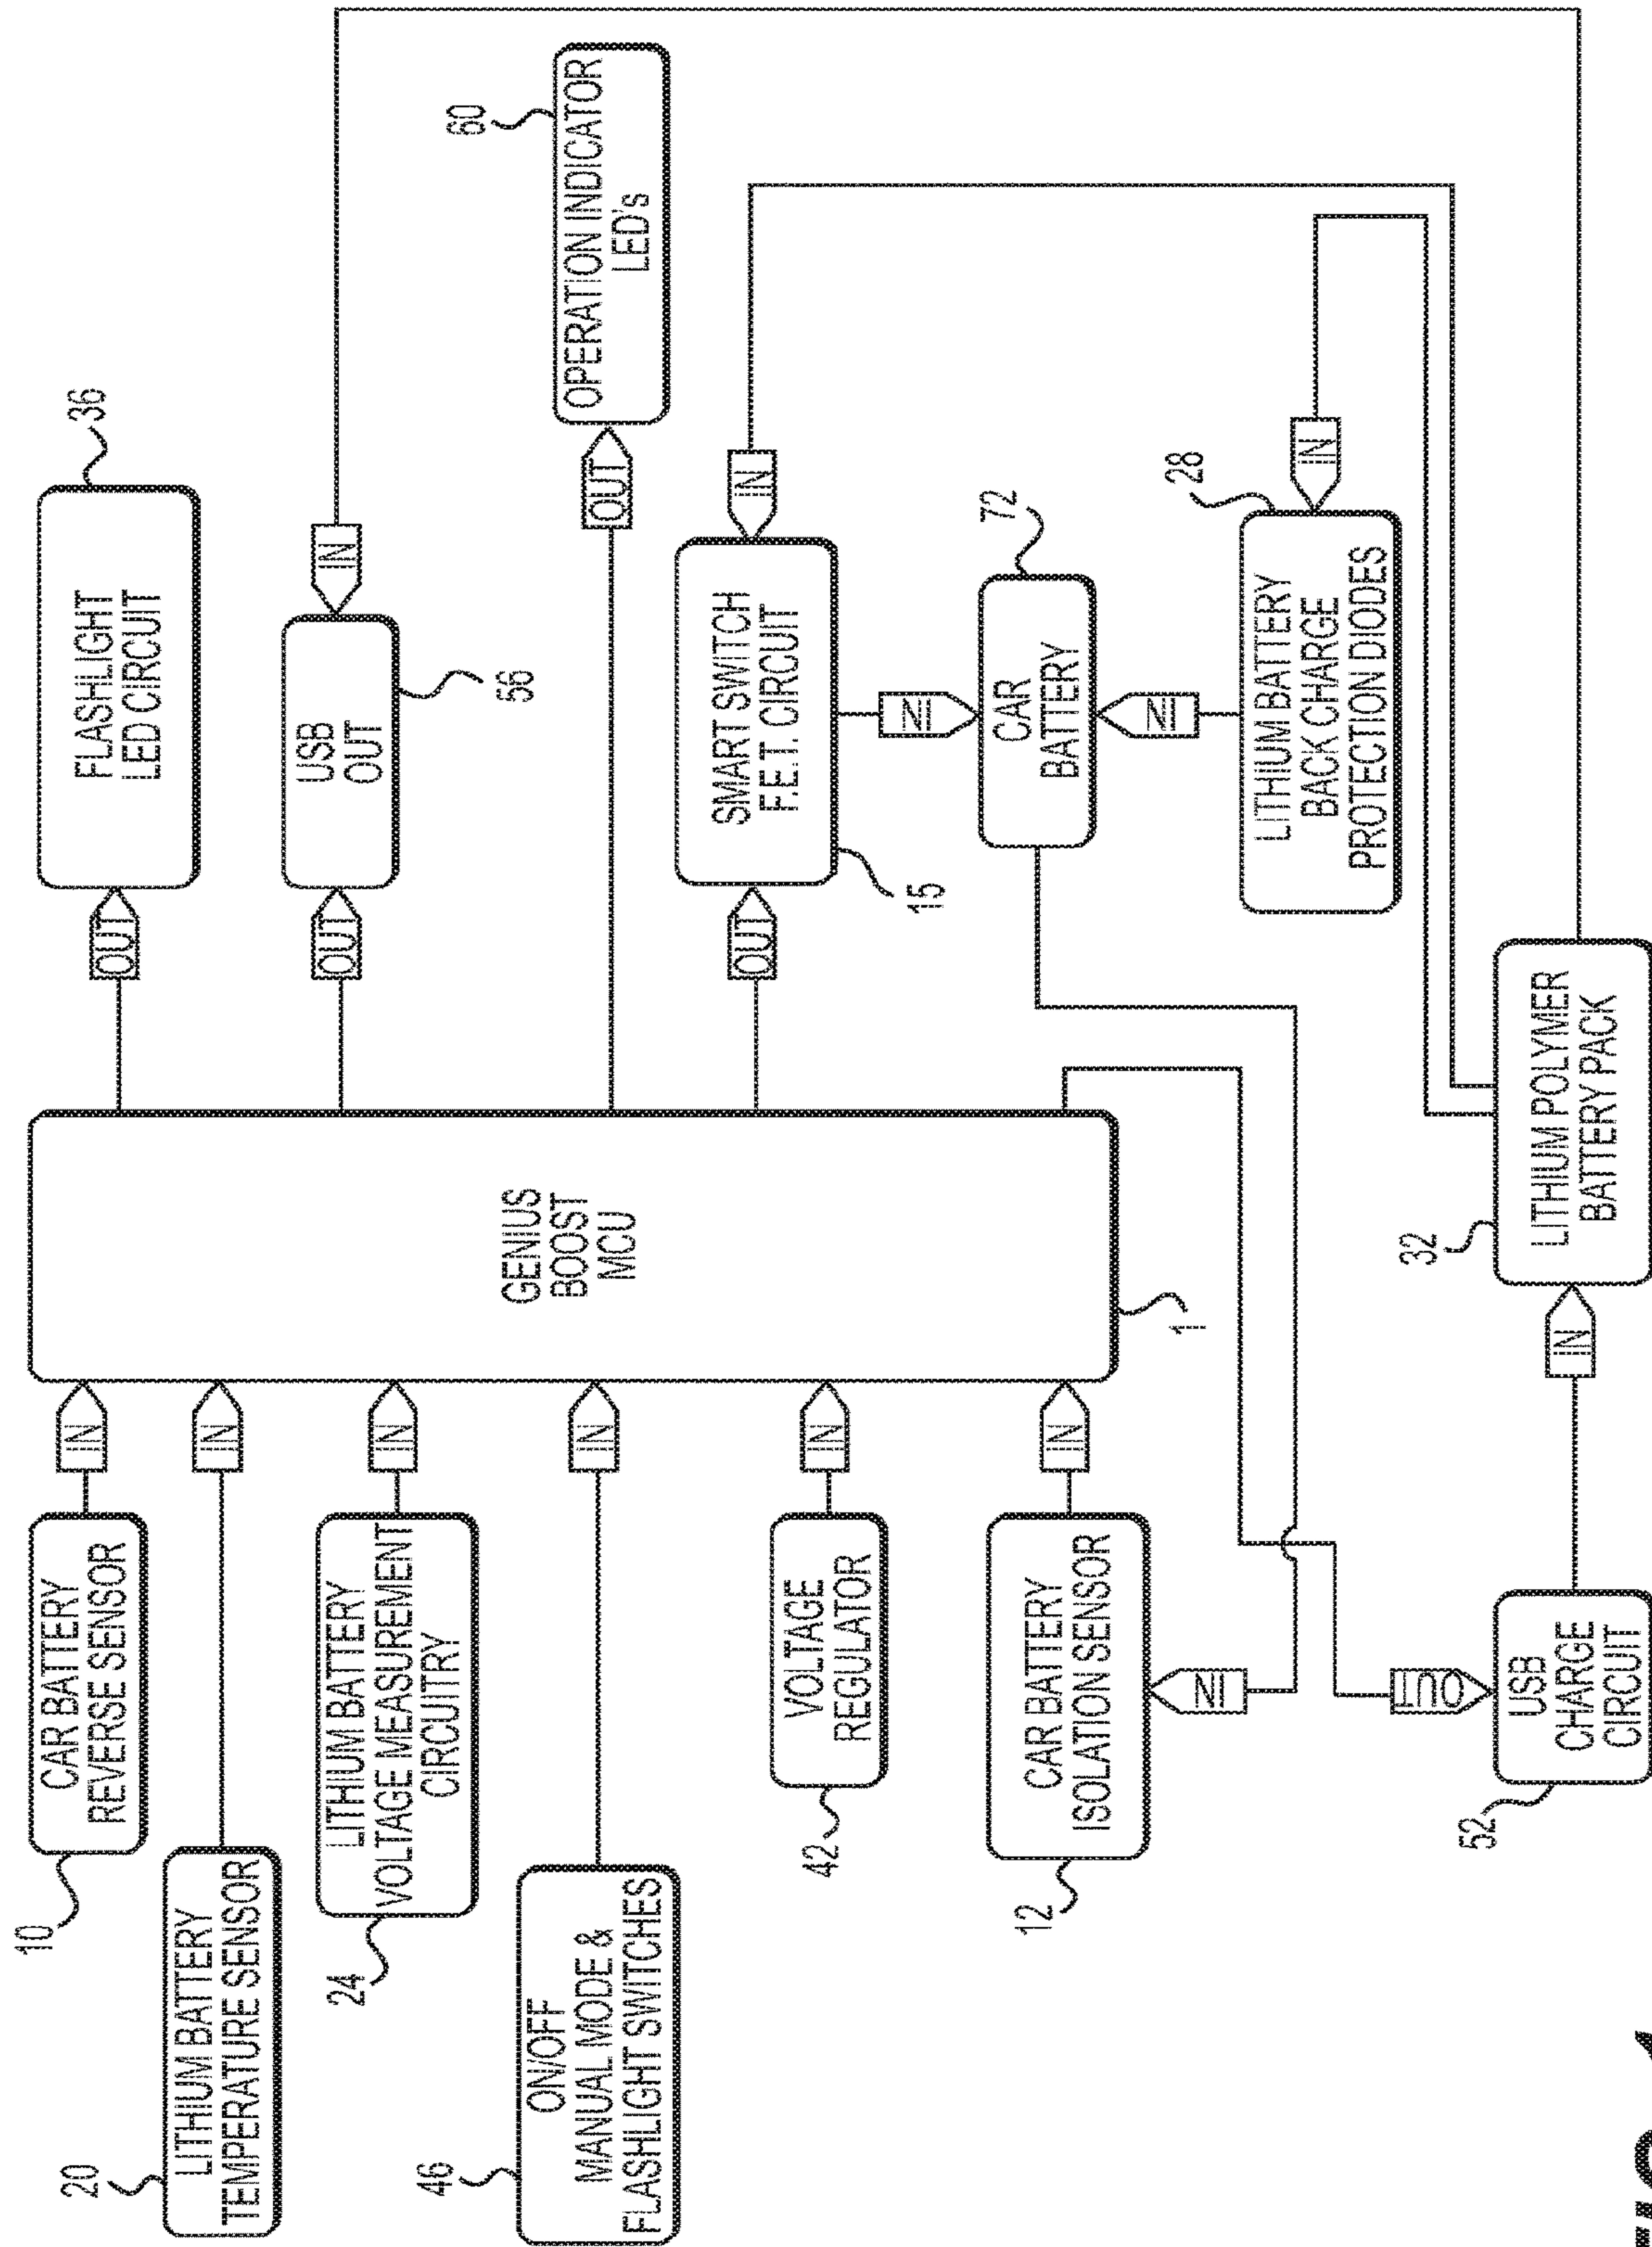 10
CAR BATTERY
REVERSE SENSOR
IN
20
LITHIUM BATTERY
TEMPERATURE SENSOR
IN
24
LITHIUM BATTERY
VOLTAGE MEASUREMENT
CIRCUITRY
IN
46
ON/OFF
MANUAL MODE &
FLASHLIGHT SWITCHES
IN
42
VOLTAGE
REGULATOR
IN
12
CAR BATTERY
ISOLATION SENSOR
IN
IN
GENIUS
BOOST
MCU
1
OUT
FLASHLIGHT
LED CIRCUIT
36
OUT
USB
OUT
56
IN
OUT
OPERATION INDICATOR
LED's
60
OUT
SMART SWITCH
F.E.T. CIRCUIT
15
IN
IN
CAR
BATTERY
72
IN
LITHIUM BATTERY
BACK CHARGE
PROTECTION DIODES
28
IN
OUT
USB
CHARGE
CIRCUIT
52
IN
LITHIUM POLYMER
BATTERY PACK
32